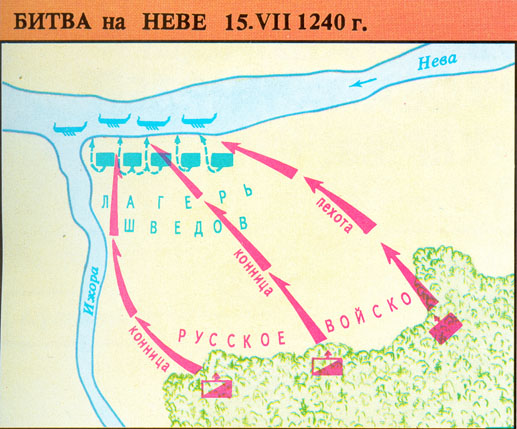 БИТВА на НЕВЕ 15.VII 1240 г.
Нева
ЛАГЕРЬ
ШВЕДОВ
пехота
конница
Ижора
конница
РУССКОЕ ВОЙСКО